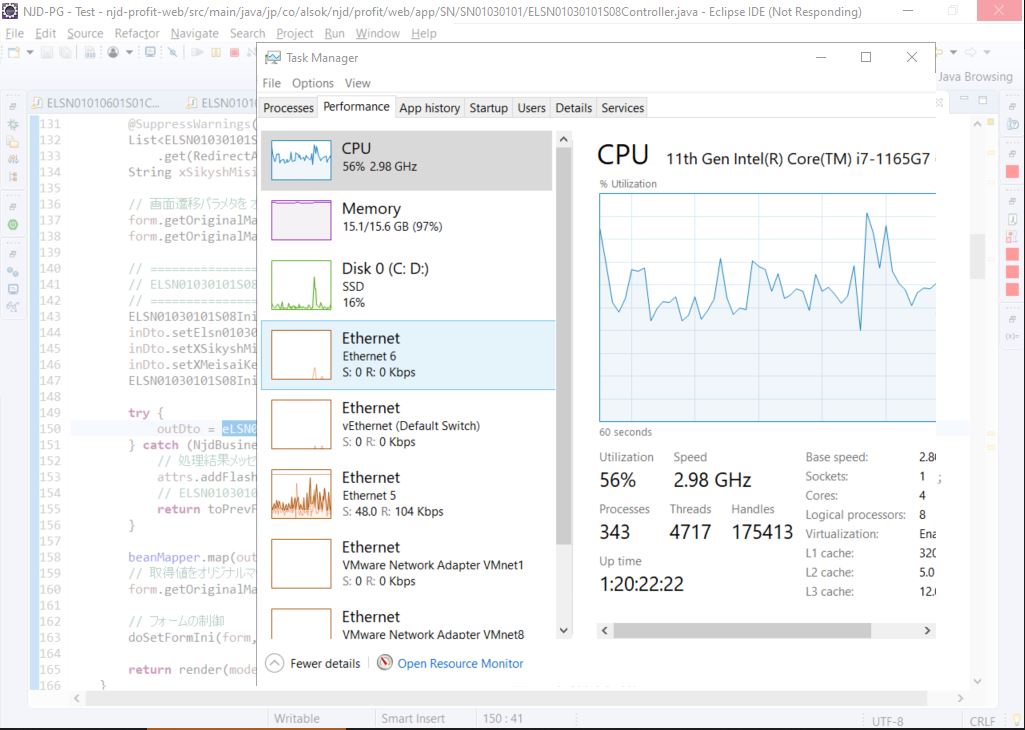 NJD-PG - Test - njd-profit-web/src/main/java/jp/co/alsok/njd/profit/web/app/SN/SN01030101/ELSN01030101S08Controller.java - Eclipse IDE (Not Responding)
File Edit Source Refactor Navigate Search Project Run Window Help
Java Browsing
ELSN01010601S01C...
ELSN0101
131 @SuppressWarnings(
132 List<ELSN01030101S
133 .get(RedirectA
134 String xSikyshMisi
135
136 // 画面遷移パラメタを
137 form.getOriginalMa
138 form.getOriginalMa
139
140 // ================
141 // ELSN01030101S08
142 // ================
143 ELSN01030101S08Ini
144 inDto.setElsn01030
145 inDto.setXSikyshMi
146 inDto.setXMeisaiKe
147 ELSN01030101S08Ini
148
149 try {
150 outDto = eLSN0
151 } catch (NjdBusine
152 // 処理結果メッセ
153 attrs.addFlash
154 // ELSN0103010
155 return toPrevF
156 }
157
158 beanMapper.map(out
159 // 取得値をオリジナルマ
160 form.getOriginalMa
161
162 // フォームの制御
163 doSetFormIni(form,
164
165 return render(mode
166 }
Task Manager
File Options View
Processes Performance App history Startup Users Details Services
CPU
56% 2.98 GHz
Memory
15.1/15.6 GB (97%)
Disk 0 (C: D:)
SSD
16%
Ethernet
Ethernet 6
S: 0 R: 0 Kbps
Ethernet
vEthernet (Default Switch)
S: 0 R: 0 Kbps
Ethernet
Ethernet 5
S: 48.0 R: 104 Kbps
Ethernet
VMware Network Adapter VMnet1
S: 0 R: 0 Kbps
Ethernet
VMware Network Adapter VMnet8
CPU 11th Gen Intel(R) Core(TM) i7-1165G7
% Utilization
60 seconds
Utilization Speed
56% 2.98 GHz
Processes Threads Handles
343 4717 175413
Up time
1:20:22:22
Base speed: 2.80
Sockets: 1
Cores: 4
Logical processors: 8
Virtualization: Ena
L1 cache: 320
L2 cache: 5.0
L3 cache: 12.
;
Fewer details
Open Resource Monitor
Writable Smart Insert 150 : 41 UTF-8 CRLF